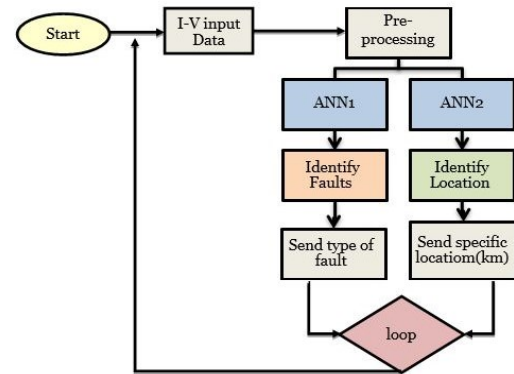 Start
I-V input
Data
Pre-
processing
ANN1
ANN2
Identify
Faults
Identify
Location
Send type of
fault
Send specific
locatiom(km)
loop